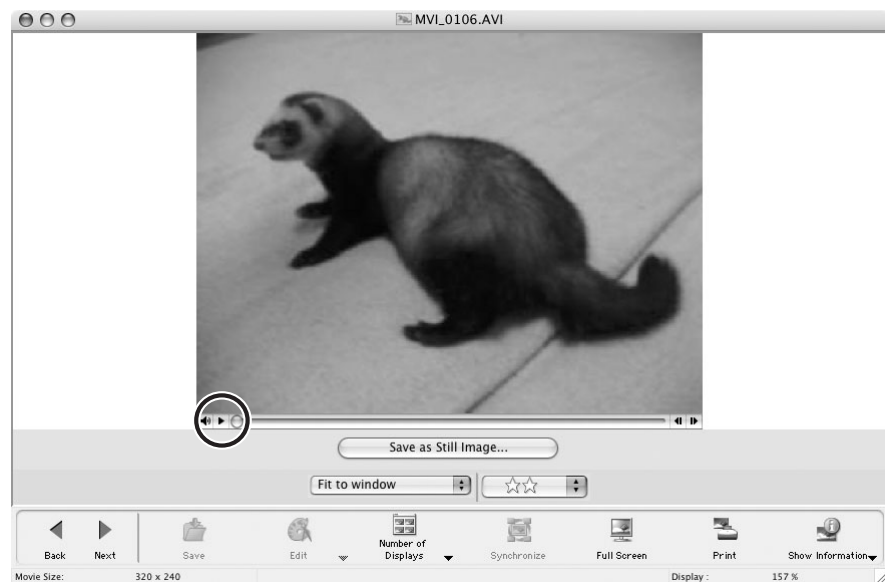 MVI_0106.AVI
Save as Still Image...
Fit to window
Back
Next
Save
Edit
Number of
Displays
Synchronize
Full Screen
Print
Show Information
Movie Size:
320 x 240
Display :
157 %